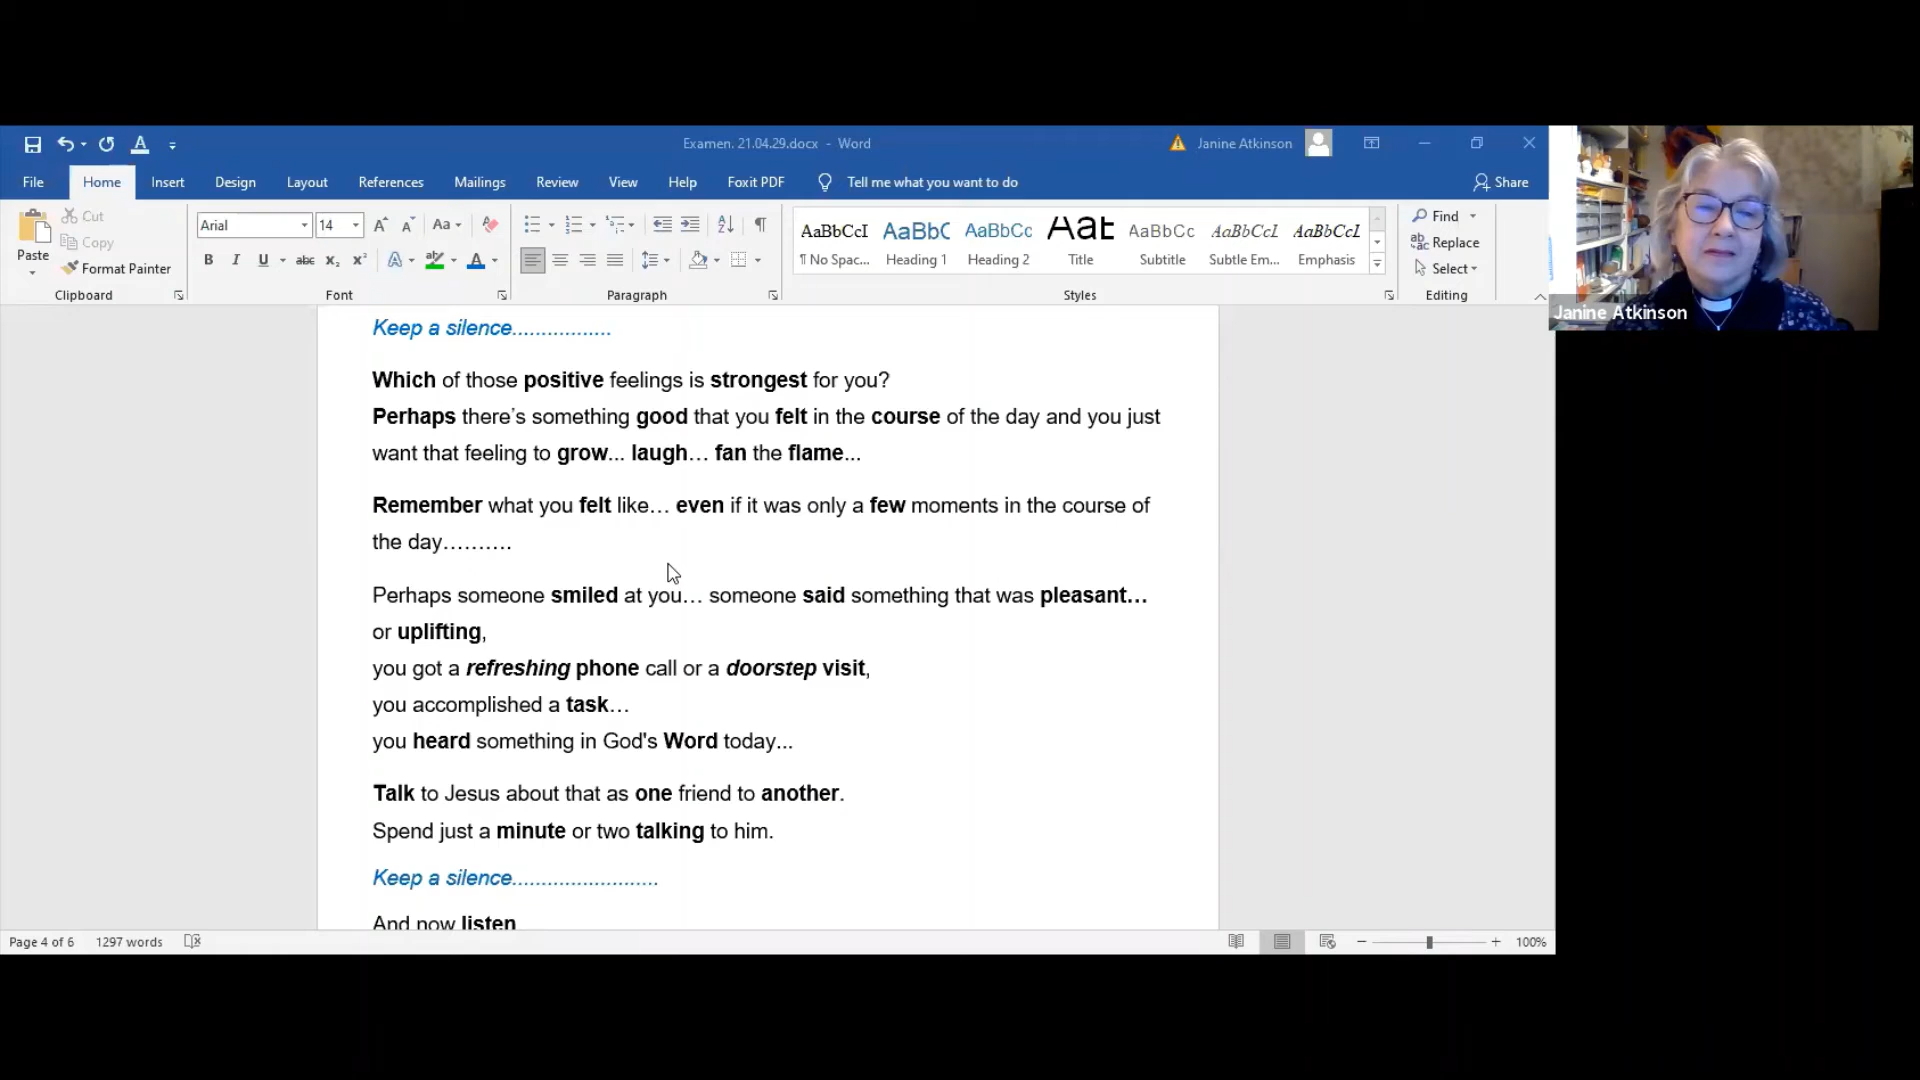 Examen. 21.04.29.docx - Word
Janine Atkinson
File Home Insert Design Layout References Mailings Review View Help Foxit PDF Tell me what you want to do Share
Paste
Cut
Copy
Format Painter
Clipboard
Arial 14
Aa
B I U abc x₂ x² A ab A
Font
Paragraph
AaBbCcI AaBbC AaBbCc Aab AaBbCc AaBbCcI AaBbCcI
¶ No Spac... Heading 1 Heading 2 Title Subtitle Subtle Em... Emphasis
Styles
Find
Replace
Select
Editing
Janine Atkinson
Keep a silence.................
Which of those positive feelings is strongest for you?
Perhaps there's something good that you felt in the course of the day and you just
want that feeling to grow... laugh… fan the flame...
Remember what you felt like… even if it was only a few moments in the course of
the day……….
Perhaps someone smiled at you… someone said something that was pleasant…
or uplifting,
you got a refreshing phone call or a doorstep visit,
you accomplished a task…
you heard something in God's Word today...
Talk to Jesus about that as one friend to another.
Spend just a minute or two talking to him.
Keep a silence.........................
And now listen
Page 4 of 6 1297 words 100%